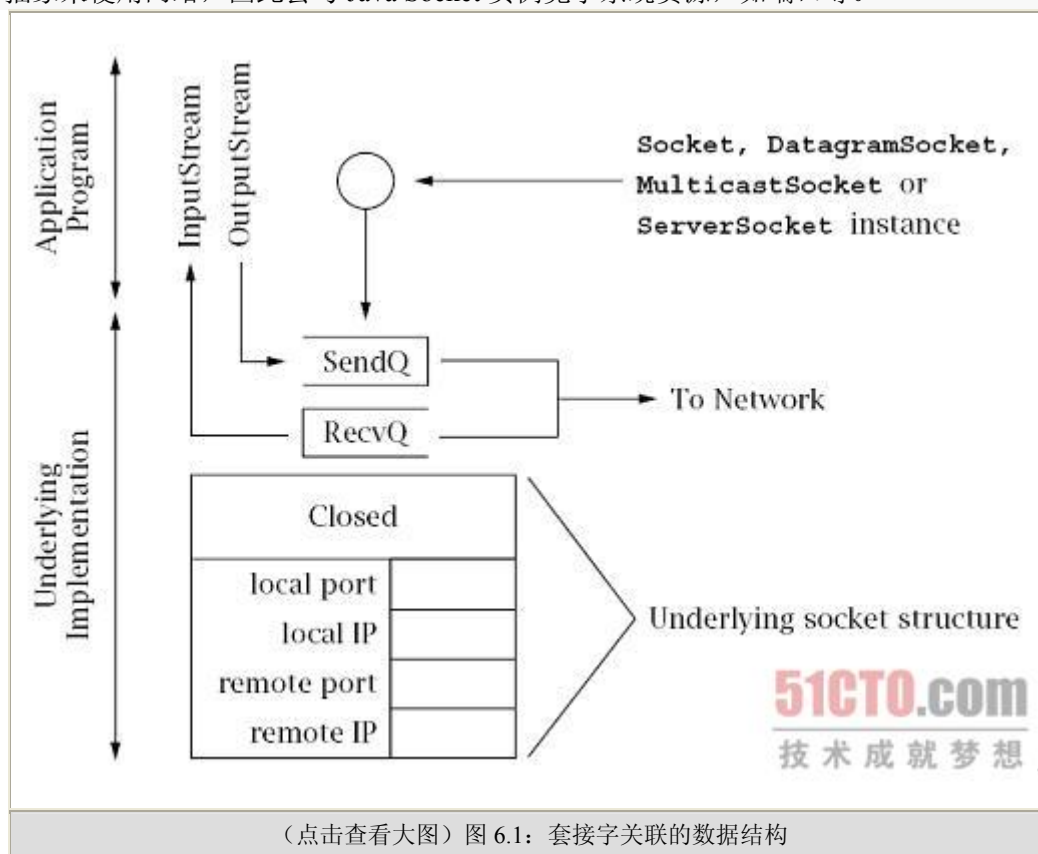 Application
Program
InputStream
OutputStream
Socket, DatagramSocket,
MulticastSocket or
ServerSocket instance
Underlying
Implementation
SendQ
RecvQ
To Network
Closed
local port
local IP
remote port
remote IP
Underlying socket structure
51CTO.com
技术成就梦想
（点击查看大图）图 6.1：套接字关联的数据结构